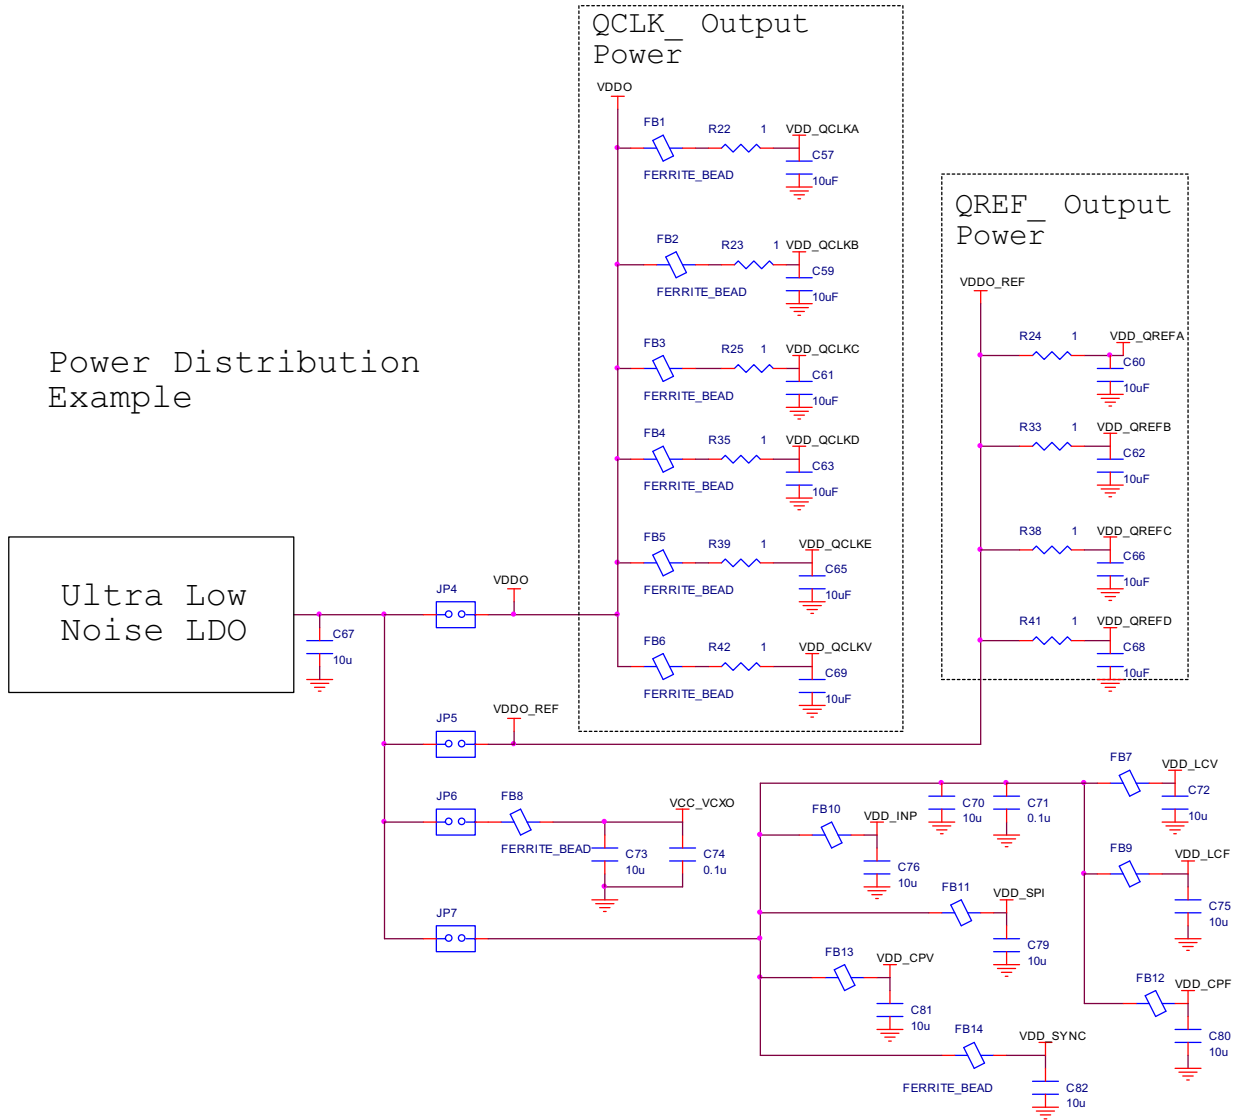 QCLK_ Output
Power
VDDO
FB1
R22 1 VDD_QCLKA
C57
FERRITE_BEAD
10uF
FB2
R23 1 VDD_QCLKB
C59
FERRITE_BEAD
10uF
FB3
R25 1 VDD_QCLKC
C61
FERRITE_BEAD
10uF
FB4
R35 1 VDD_QCLKD
C63
FERRITE_BEAD
10uF
FB5
R39 1 VDD_QCLKE
C65
FERRITE_BEAD
10uF
FB6
R42 1 VDD_QCLKV
C69
FERRITE_BEAD
10uF
QREF_ Output
Power
VDDO_REF
R24 1 VDD_QREFA
C60
10uF
R33 1 VDD_QREFB
C62
10uF
R38 1 VDD_QREFC
C66
10uF
R41 1 VDD_QREFD
C68
10uF
Power Distribution
Example
Ultra Low
Noise LDO
C67
10u
JP4
VDDO
JP5
VDDO_REF
JP6
FB8
FERRITE_BEAD
VCC_VCXO
C73
10u
C74
0.1u
JP7
FB10
VDD_INP
C76
10u
C70
10u
C71
0.1u
FB7
VDD_LCV
C72
10u
FB9
VDD_LCF
C75
10u
FB11
VDD_SPI
C79
10u
FB13
VDD_CPV
C81
10u
FB12
VDD_CPF
C80
10u
FB14
VDD_SYNC
FERRITE_BEAD
C82
10u